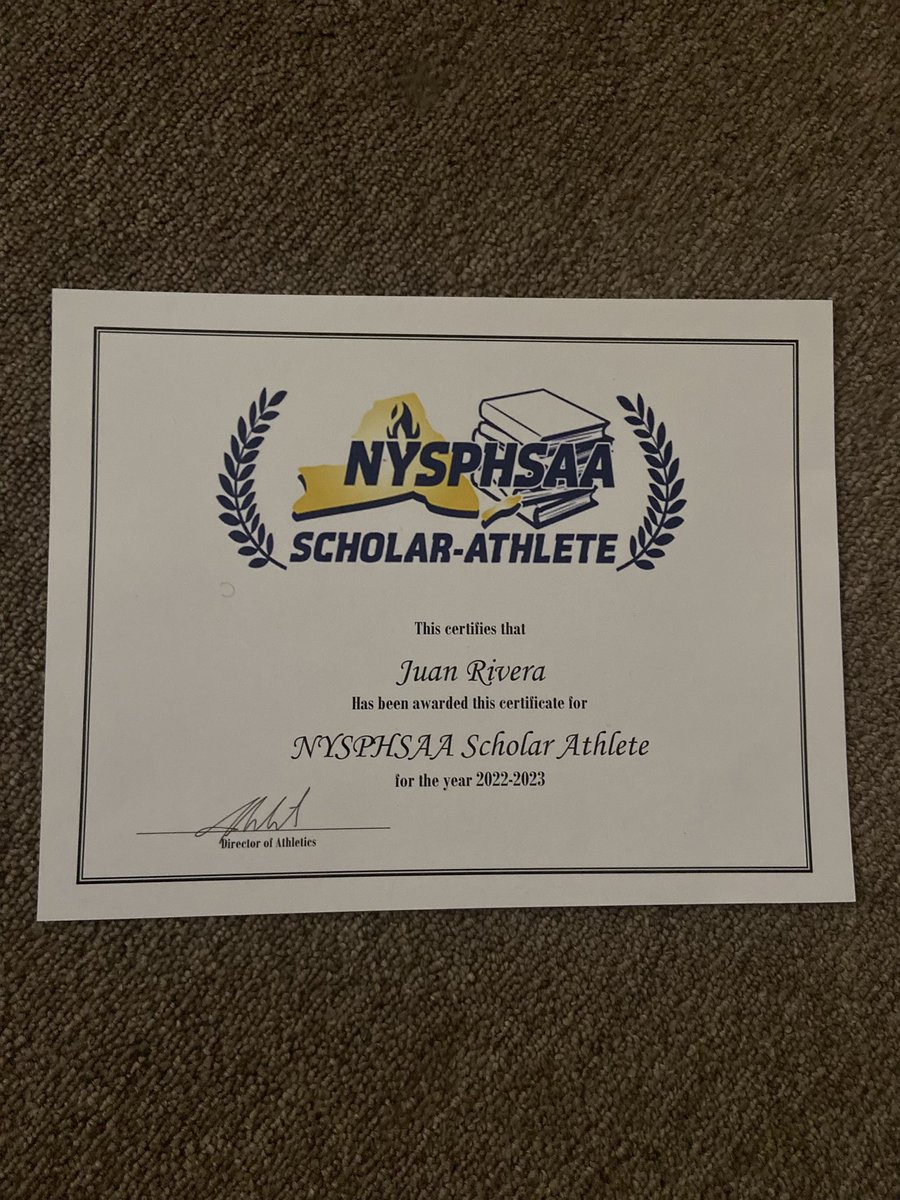 NYSPHSAA
SCHOLAR-ATHLETE
This certifies that
Juan Rivera
Has been awarded this certificate for
NYSPHSAA Scholar Athlete
for the year 2022-2023
Director of Athletics